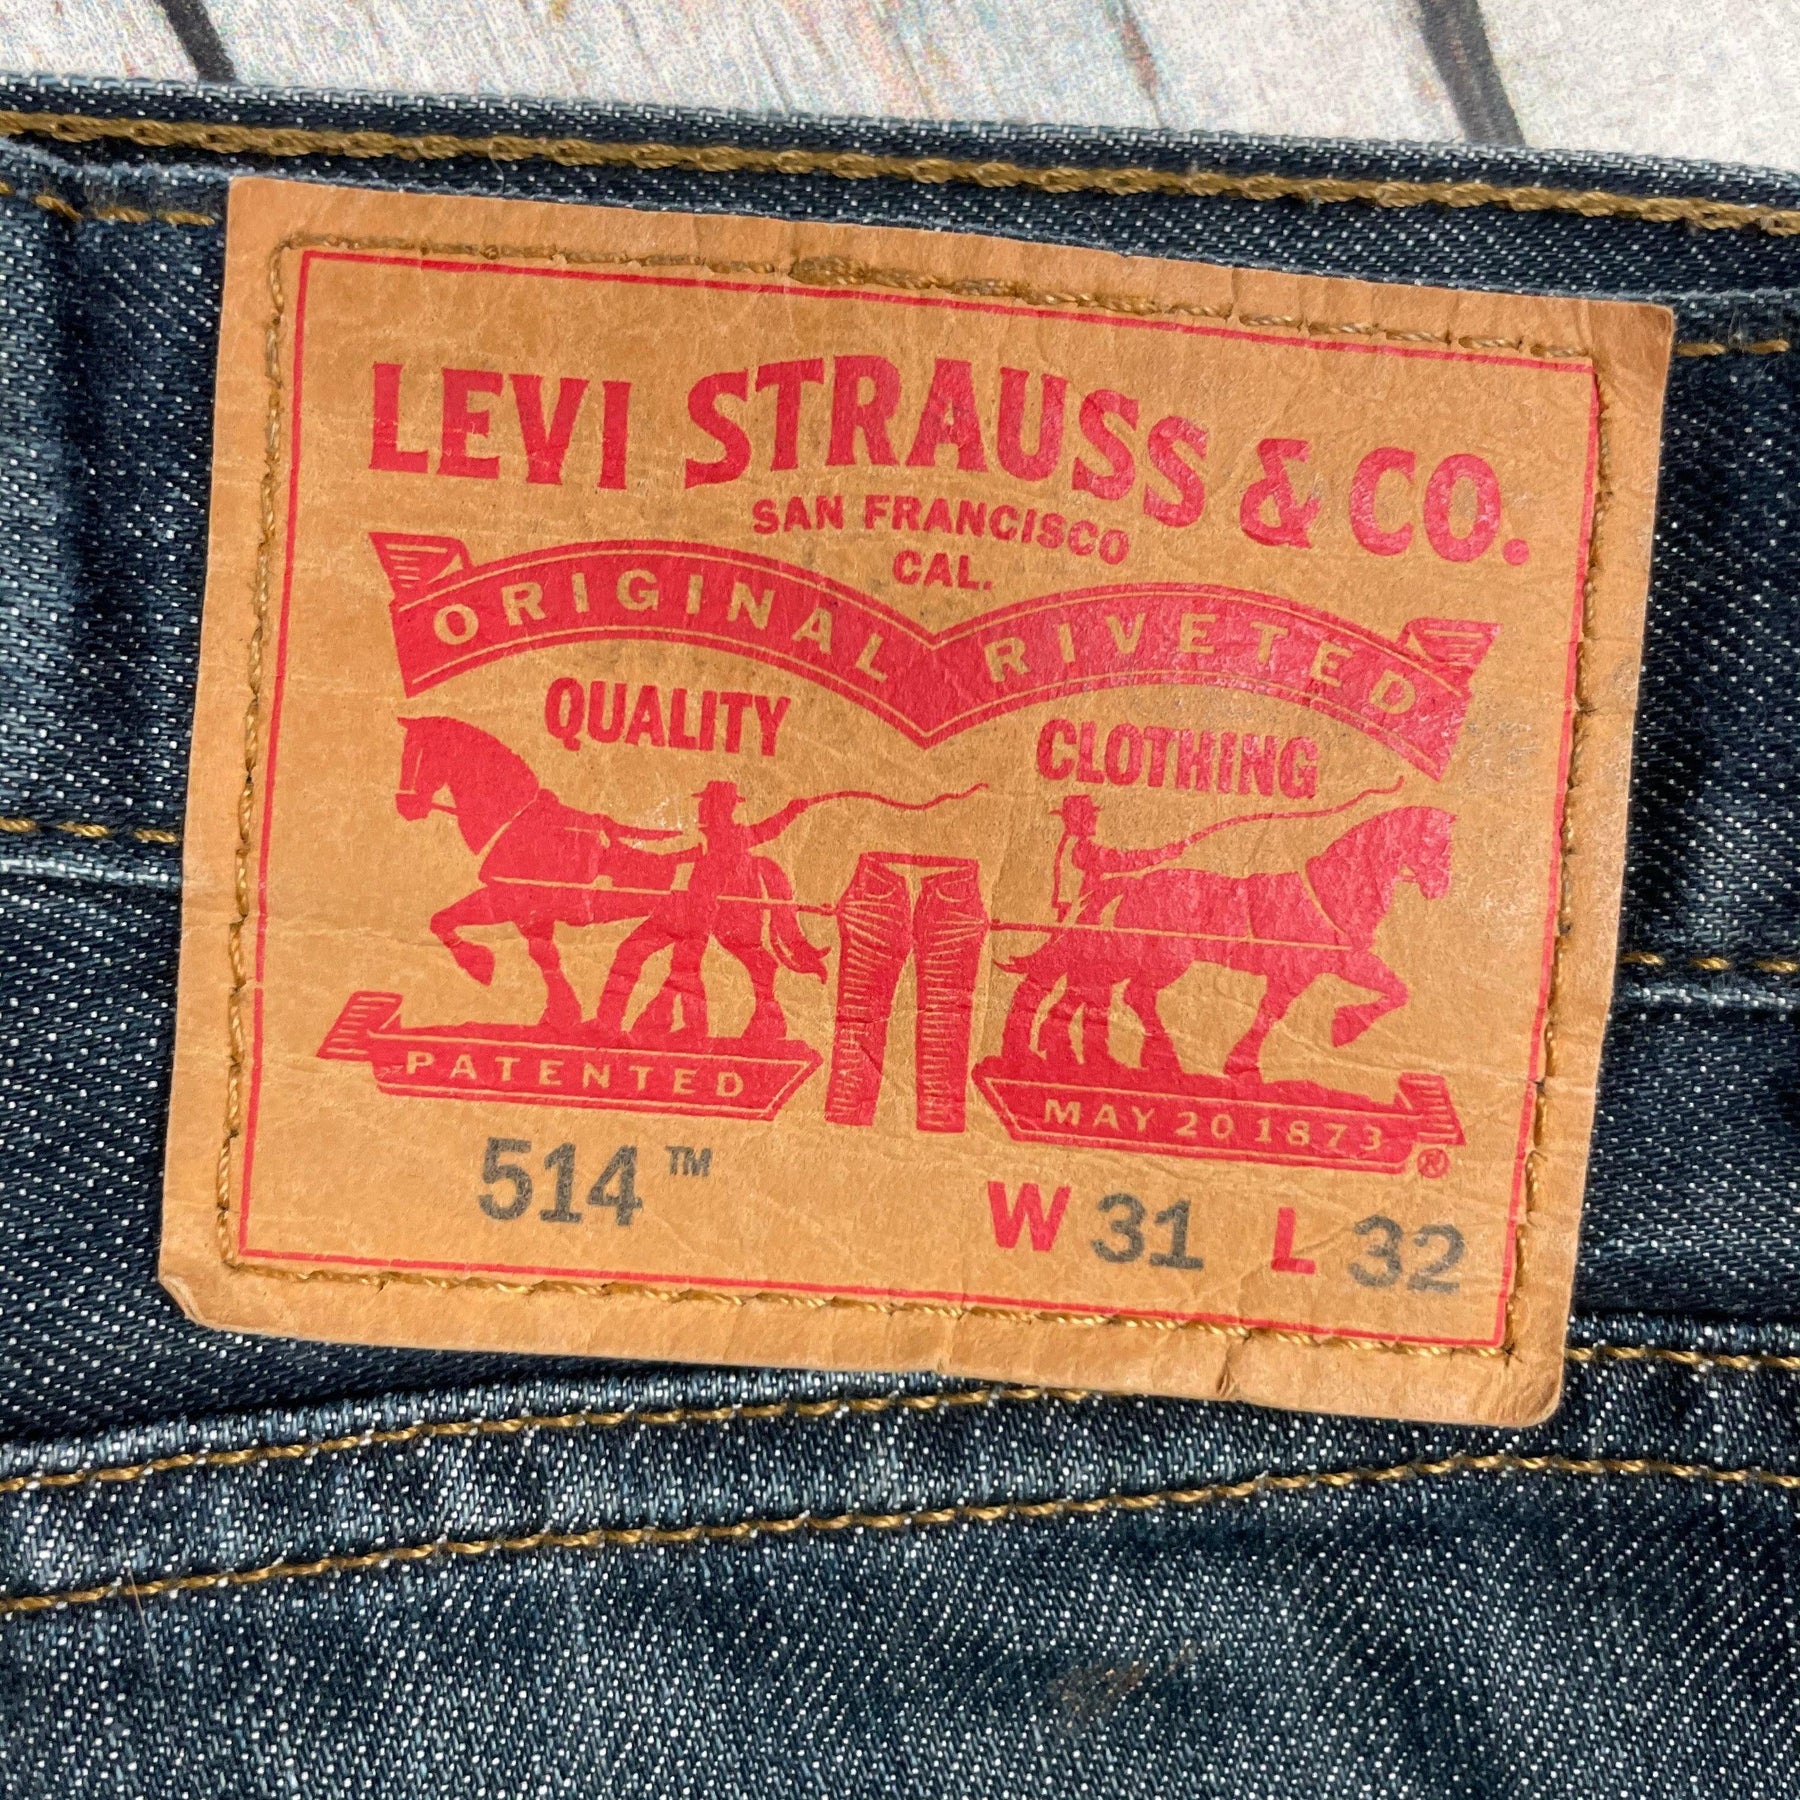 LEVI STRAUSS & CO.
SAN FRANCISCO
CAL.
ORIGINAL RIVETED
QUALITY CLOTHING
PATENTED MAY 20 1873 ®
514™ W 31 L 32